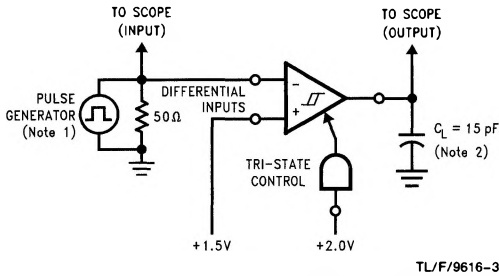 TO SCOPE
(INPUT)
TO SCOPE
(OUTPUT)
PULSE
GENERATOR
(Note 1)
50Ω
DIFFERENTIAL
INPUTS
−
+
CL = 15 pF
(Note 2)
TRI-STATE
CONTROL
+1.5V
+2.0V
TL/F/9616-3